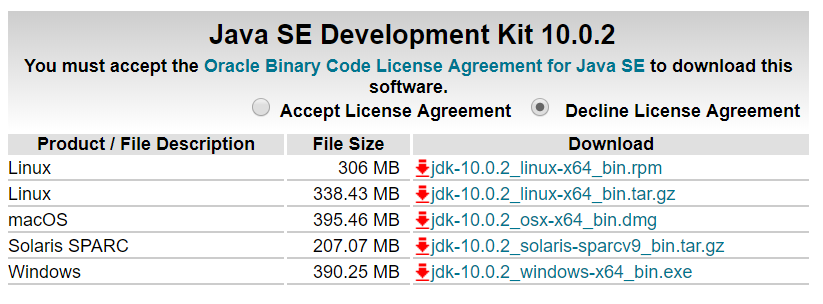 Java SE Development Kit 10.0.2
You must accept the Oracle Binary Code License Agreement for Java SE to download this
software.
Accept License Agreement Decline License Agreement
Product / File Description File Size Download
Linux 306 MB jdk-10.0.2_linux-x64_bin.rpm
Linux 338.43 MB jdk-10.0.2_linux-x64_bin.tar.gz
macOS 395.46 MB jdk-10.0.2_osx-x64_bin.dmg
Solaris SPARC 207.07 MB jdk-10.0.2_solaris-sparcv9_bin.tar.gz
Windows 390.25 MB jdk-10.0.2_windows-x64_bin.exe